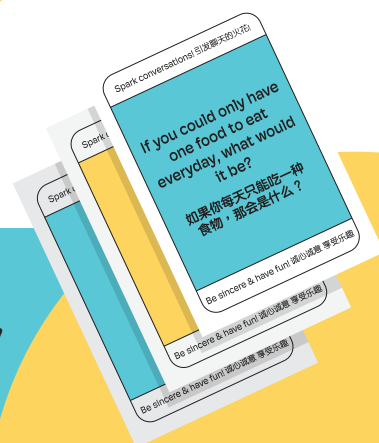 Spark conversations! 引发聊天的火花!
If you could only have
one food to eat
everyday, what would
it be?
如果你每天只能吃一种
食物，那会是什么？
Be sincere & have fun! 诚心诚意 享受乐趣
Spark c
Be sincere & have fun! 诚心诚意 享受乐趣
Spark
Be sincere & have fun! 诚心诚意 享受乐趣